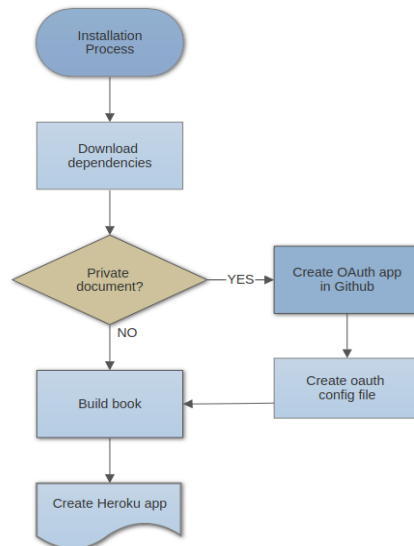 Installation
Process
Download
dependencies
Private
document?
YES
Create OAuth app
in Github
NO
Create oauth
config file
Build book
Create Heroku app